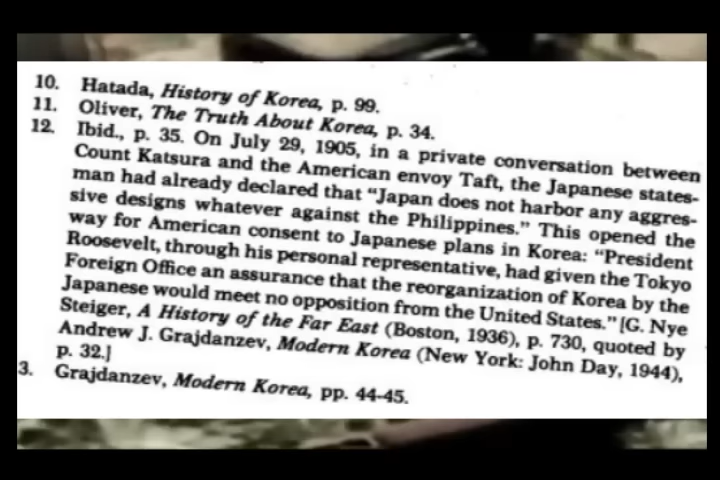 10. Hatada, History of Korea, p. 99.
11. Oliver, The Truth About Korea, p. 34.
12. Ibid., p. 35. On July 29, 1905, in a private conversation between
Count Katsura and the American envoy Taft, the Japanese states-
man had already declared that “Japan does not harbor any aggres-
sive designs whatever against the Philippines.” This opened the
way for American consent to Japanese plans in Korea: “President
Roosevelt, through his personal representative, had given the Tokyo
Foreign Office an assurance that the reorganization of Korea by the
Japanese would meet no opposition from the United States.” [G. Nye
Steiger, A History of the Far East (Boston, 1936), p. 730, quoted by
Andrew J. Grajdanzev, Modern Korea (New York: John Day, 1944),
p. 32.]
3. Grajdanzev, Modern Korea, pp. 44-45.